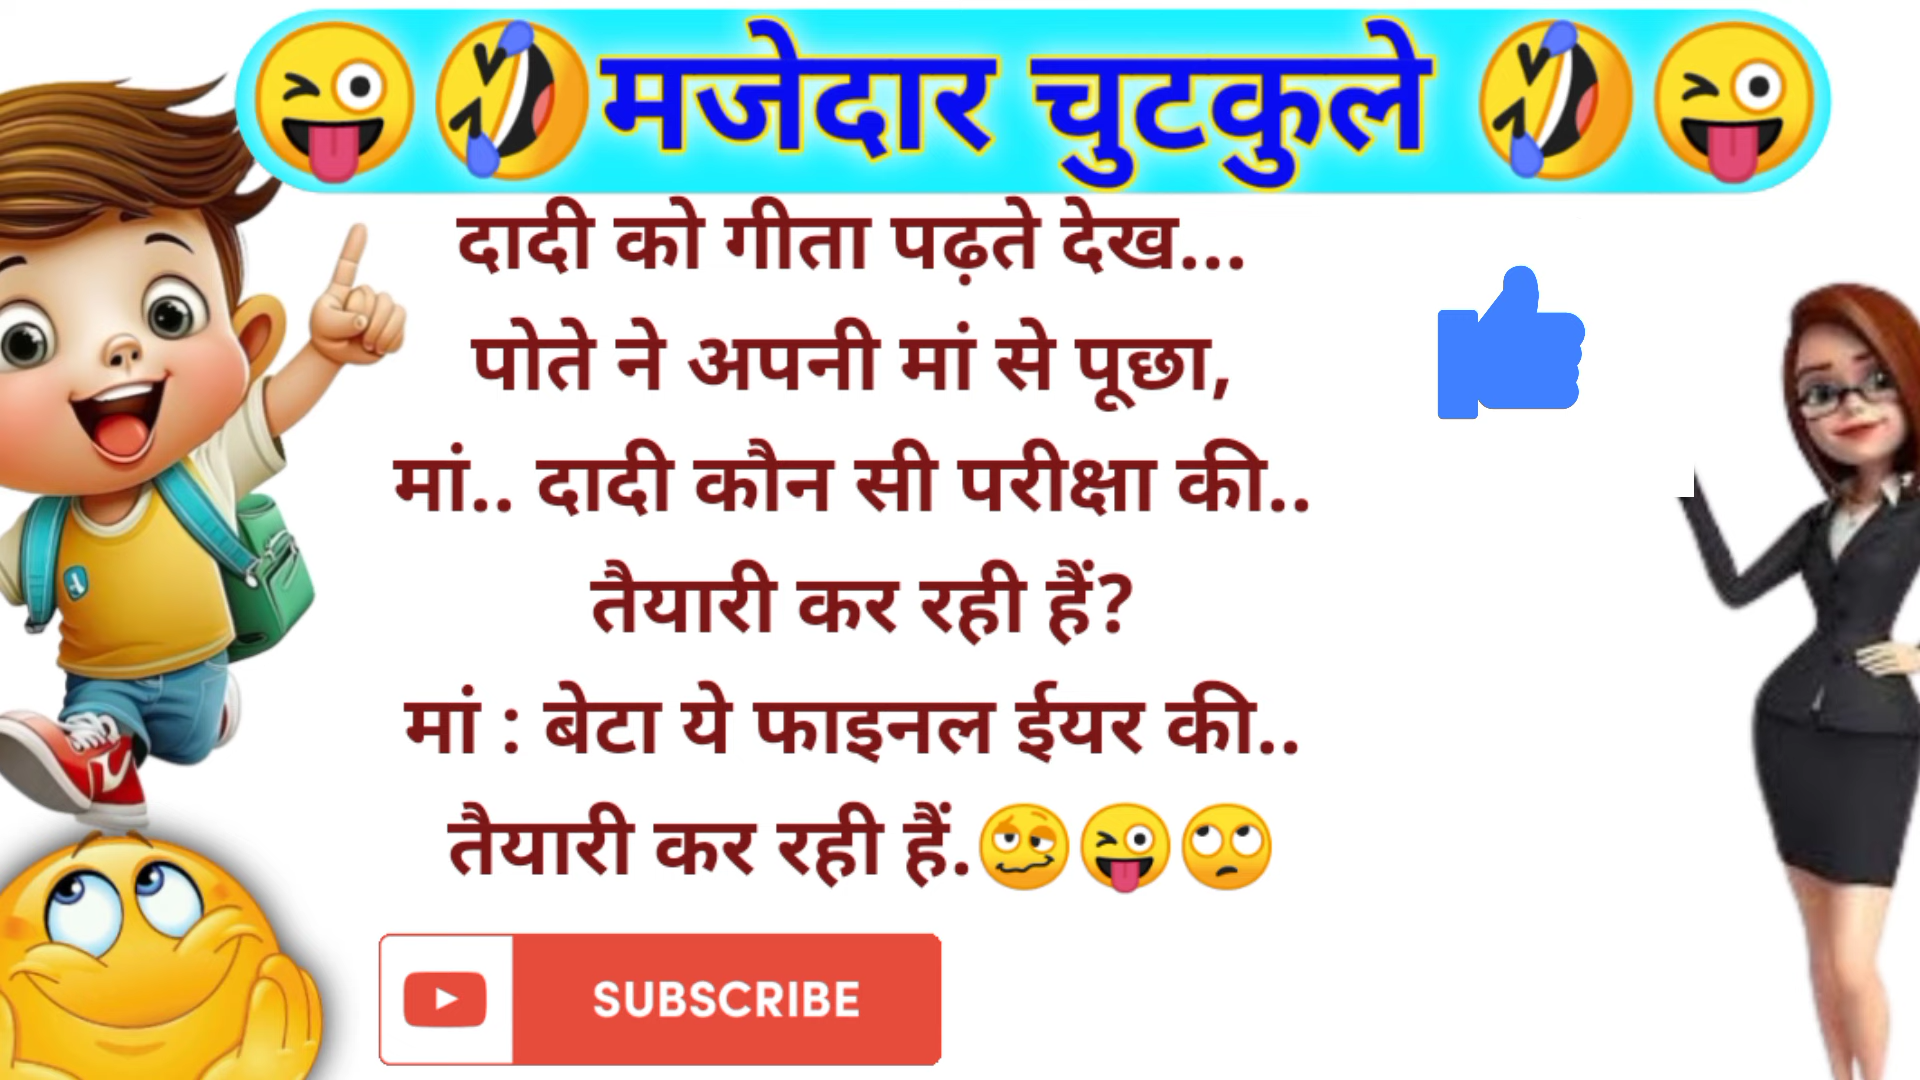 😜🤣मजेदार चुटकुले 🤣😜
दादी को गीता पढ़ते देख...
पोते ने अपनी मां से पूछा,
मां.. दादी कौन सी परीक्षा की..
तैयारी कर रही हैं?
मां : बेटा ये फाइनल ईयर की..
तैयारी कर रही हैं.🥴😜🙄
SUBSCRIBE